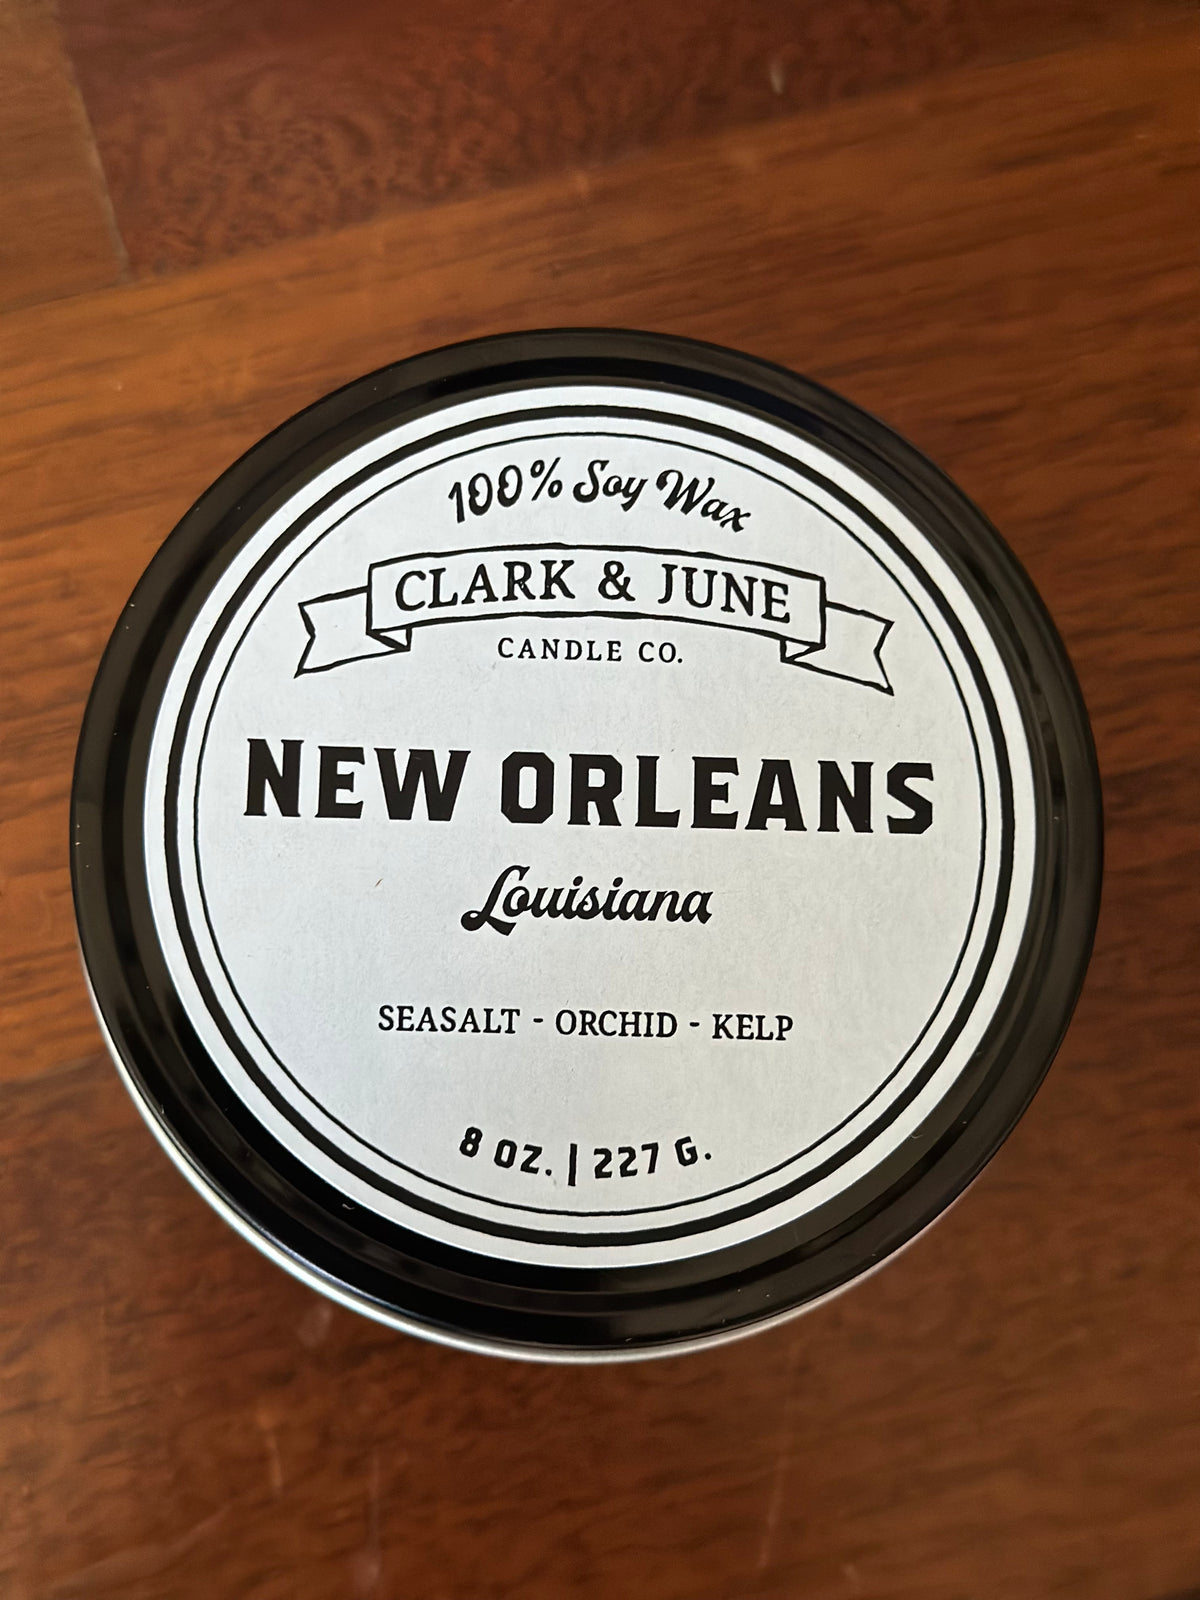 100% Soy Wax
CLARK & JUNE
CANDLE CO.
NEW ORLEANS
Louisiana
SEASALT - ORCHID - KELP
8 OZ. | 227 G.